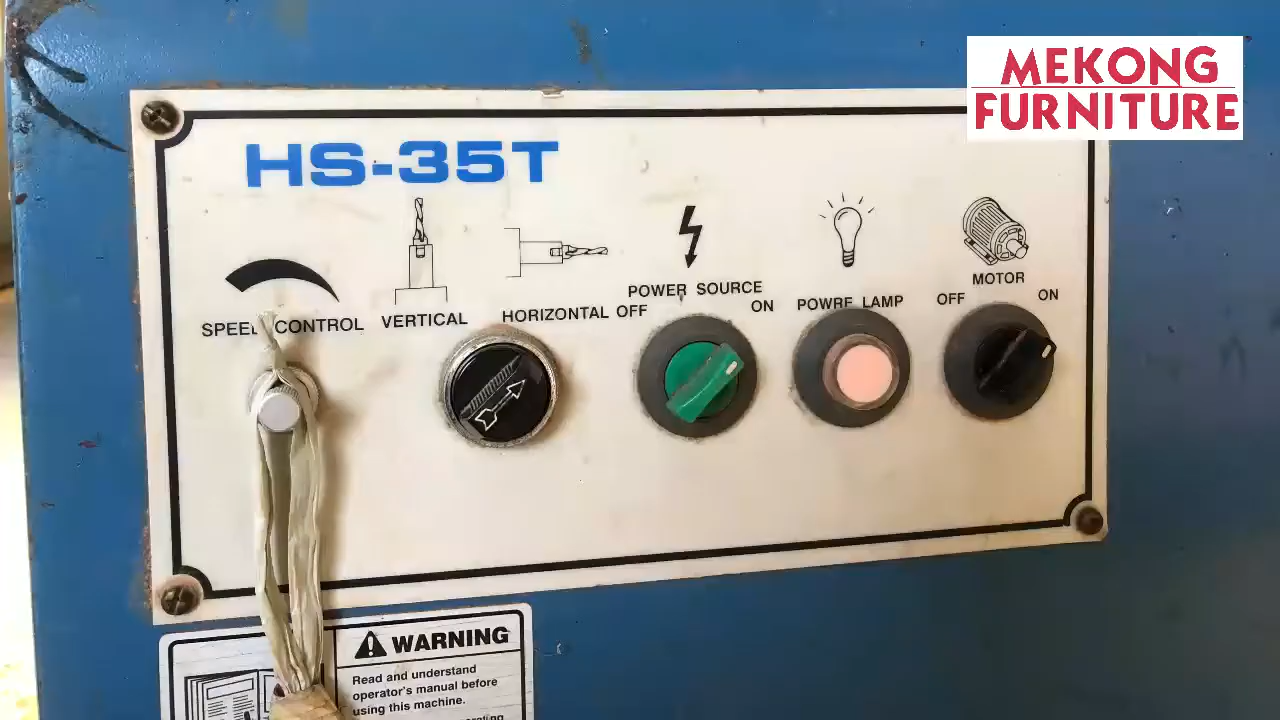 MEKONG
FURNITURE
HS-35T
SPEED CONTROL
VERTICAL
HORIZONTAL
POWER SOURCE
OFF
ON
POWRE LAMP
MOTOR
OFF
ON
WARNING
Read and understand
operator's manual before
using this machine.